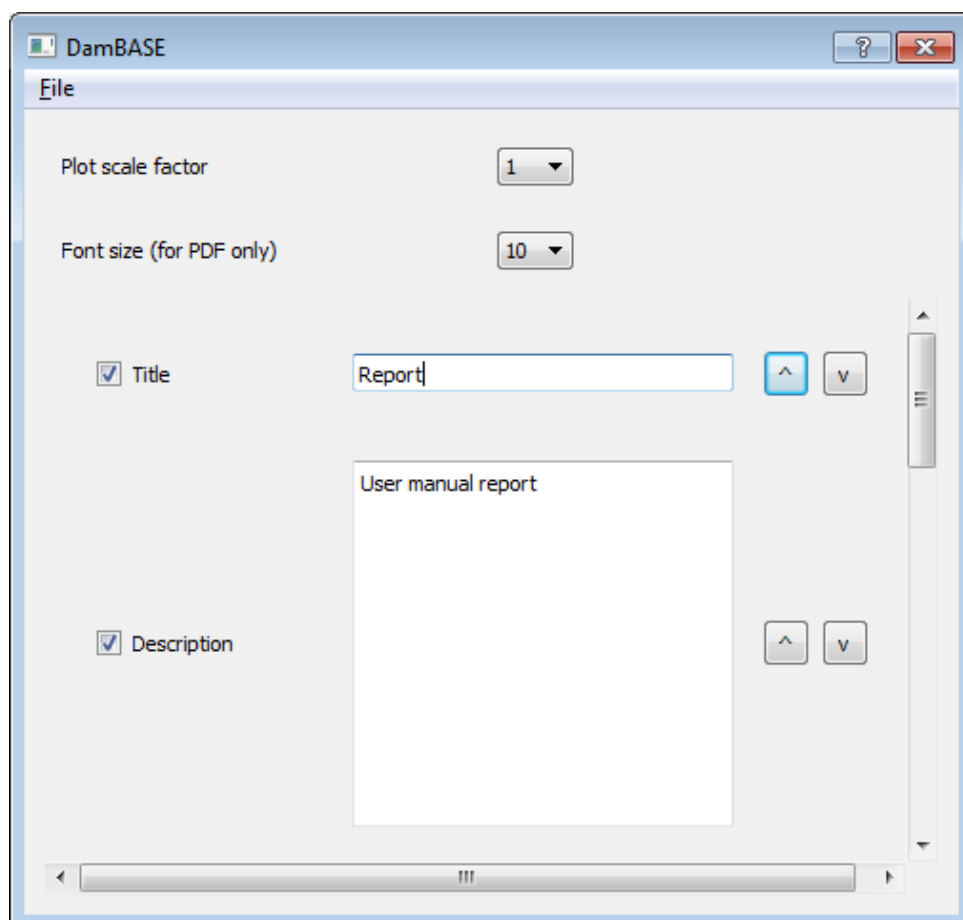 DamBASE
File
Plot scale factor 1
Font size (for PDF only) 10
Title Report ^ v
User manual report
Description ^ v